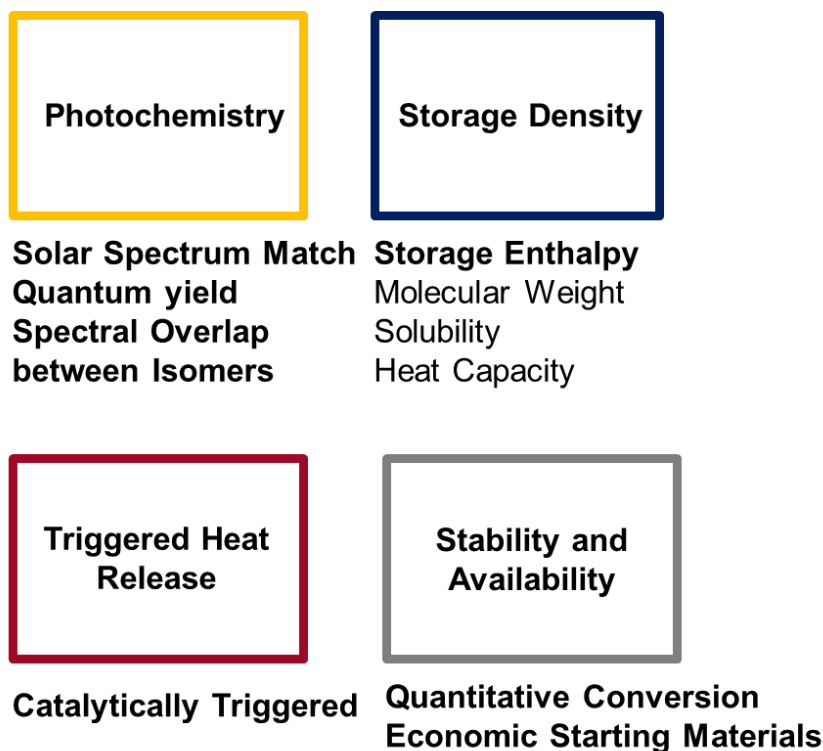 Photochemistry
Solar Spectrum Match
Quantum yield
Spectral Overlap
between Isomers
Storage Density
Storage Enthalpy
Molecular Weight
Solubility
Heat Capacity
Triggered Heat
Release
Catalytically Triggered
Stability and
Availability
Quantitative Conversion
Economic Starting Materials